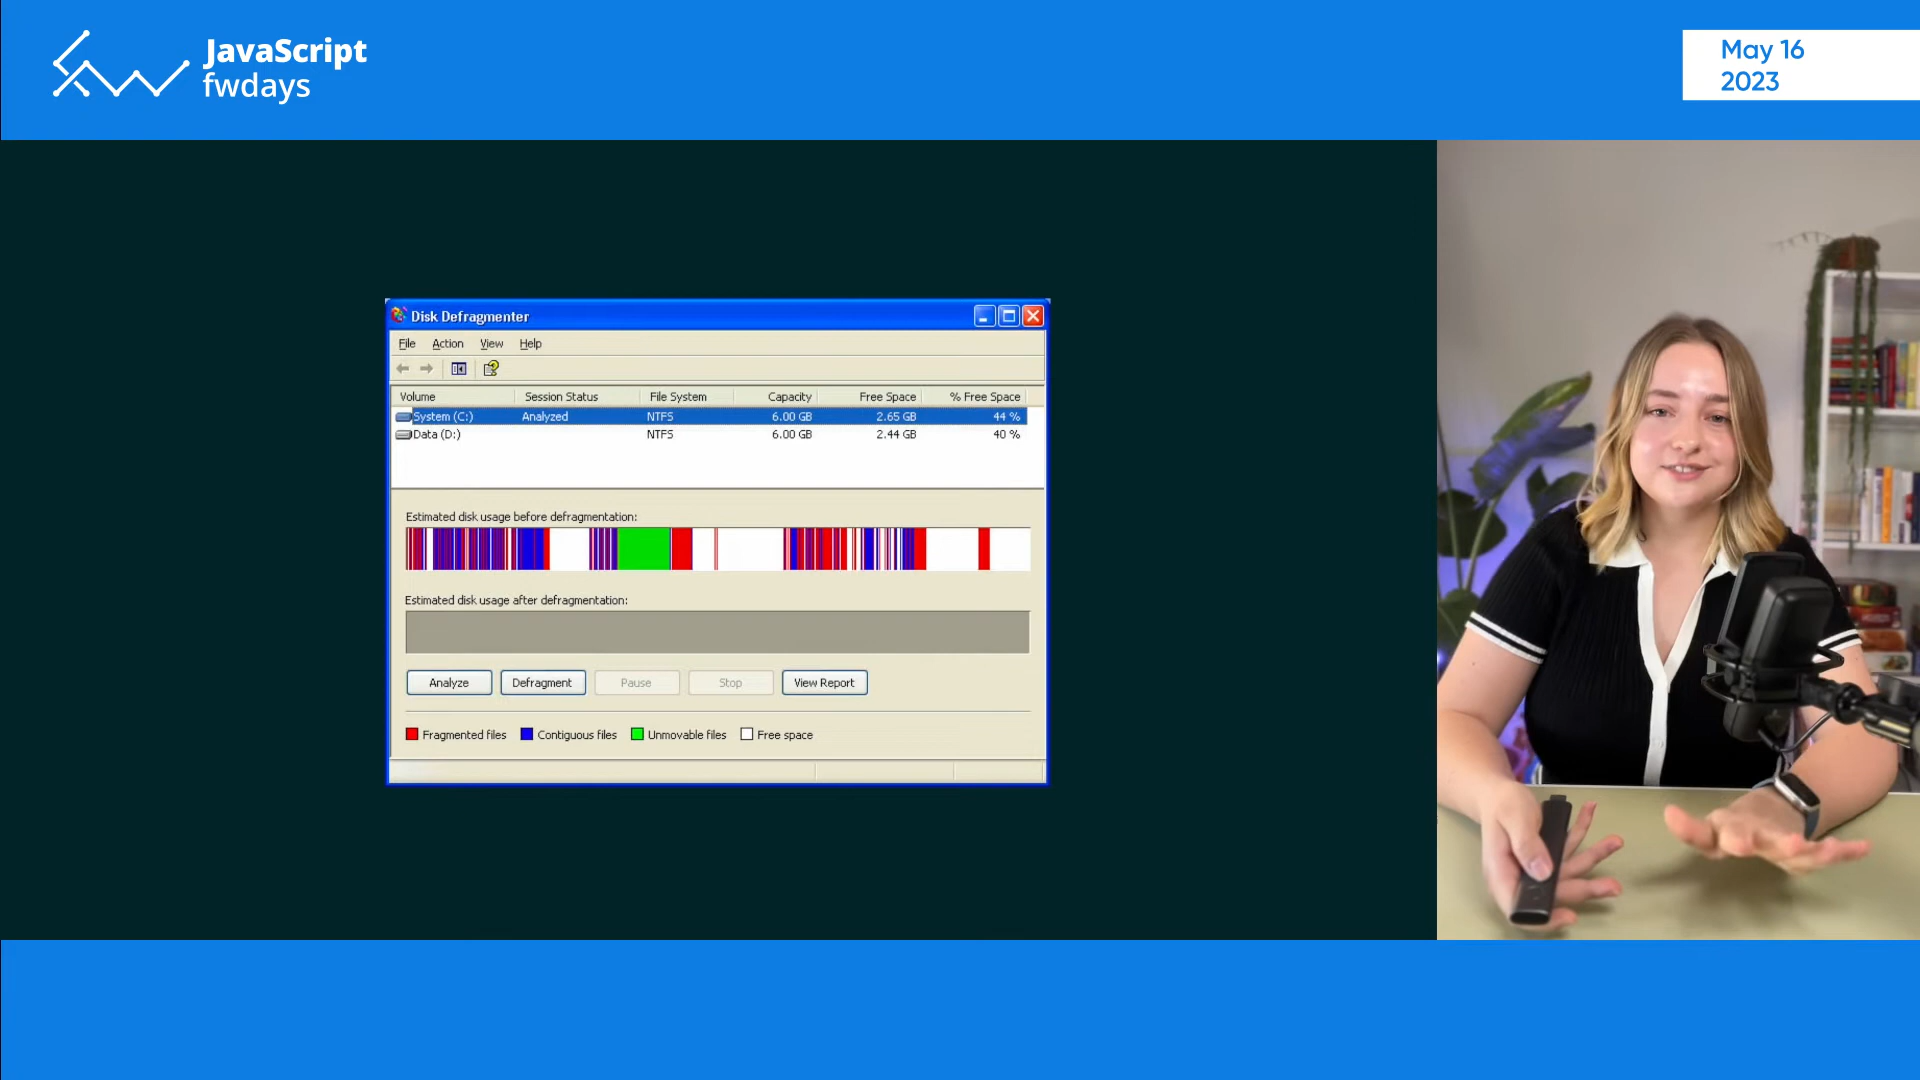 JavaScript
fwdays
May 16
2023
Disk Defragmenter
File Action View Help
Volume Session Status File System Capacity Free Space % Free Space
System (C:) Analyzed NTFS 6.00 GB 2.65 GB 44 %
Data (D:) NTFS 6.00 GB 2.44 GB 40 %
Estimated disk usage before defragmentation:
Estimated disk usage after defragmentation:
Analyze Defragment Pause Stop View Report
Fragmented files Contiguous files Unmovable files Free space